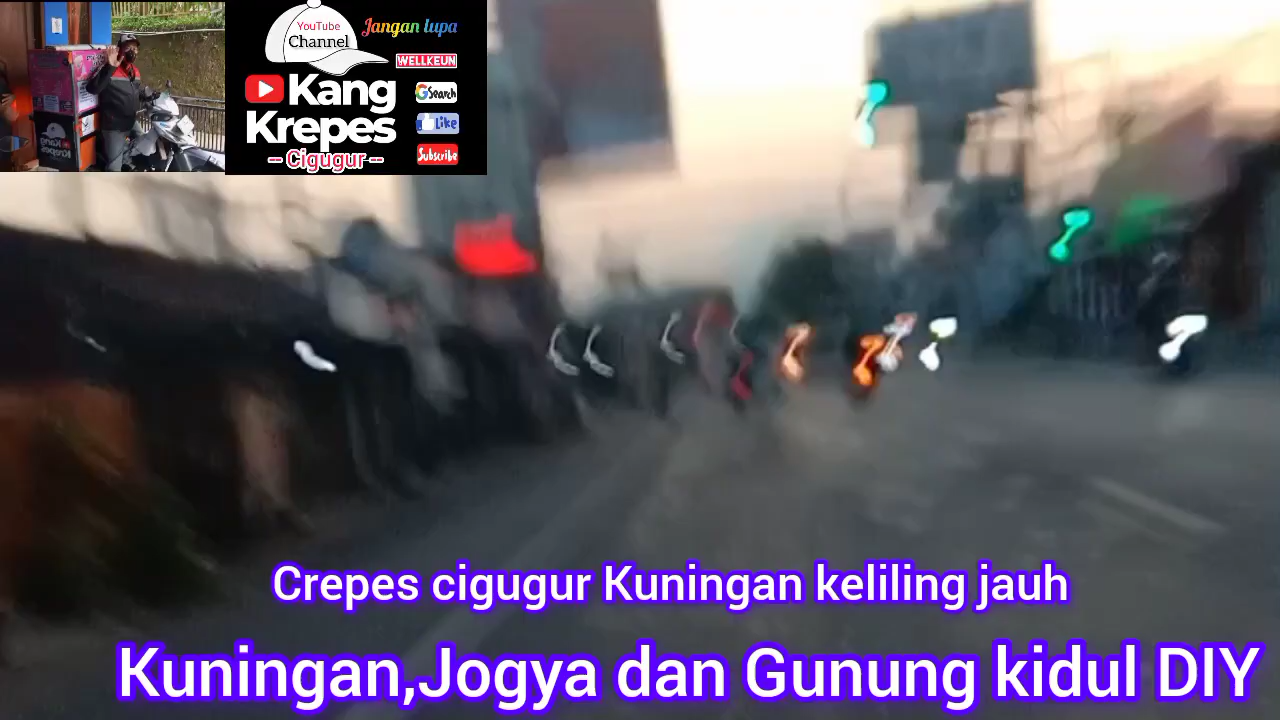 YouTube
Channel
Jangan lupa
WELLKEUN
Kang
Search
Krepes
Like
-- Cigugur --
Subscribe
Crepes cigugur Kuningan keliling jauh
Kuningan,Jogya dan Gunung kidul DIY